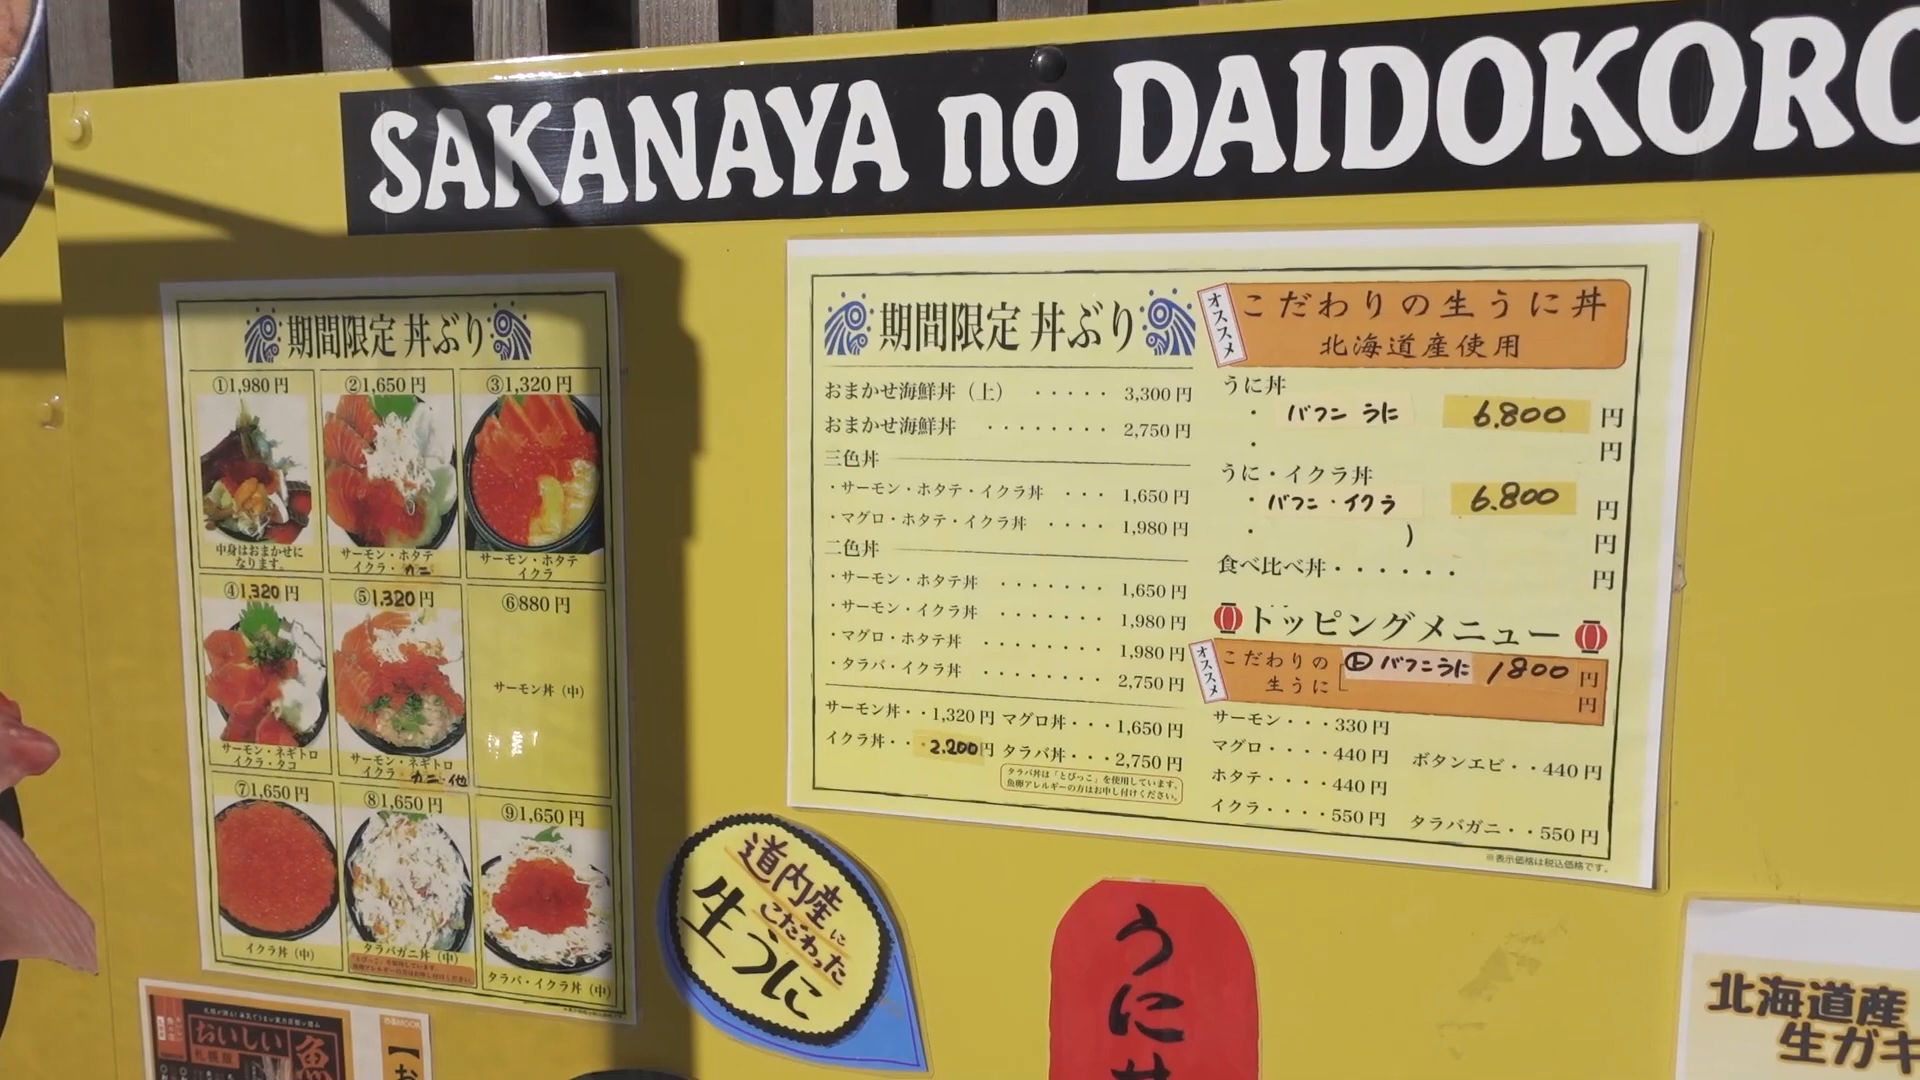 SAKANAYA no DAIDOKORO
期間限定 丼ぶり
①1,980円
中身はおまかせに
なります。
②1,650円
サーモン・ホタテ
イクラ・カニ
③1,320円
サーモン・ホタテ
イクラ
④1,320円
サーモン・ネギトロ
イクラ・タコ
⑤1,320円
サーモン・ネギトロ
イクラ カニ・他
⑥880円
サーモン丼（中）
⑦1,650円
イクラ丼（中）
⑧1,650円
タラバガニ丼（中）
⑨1,650円
タラバ・イクラ丼（中）
期間限定 丼ぶり
おまかせ海鮮丼（上） ・・・・・ 3,300円
おまかせ海鮮丼 ・・・・・・・・ 2,750円
三色丼
・サーモン・ホタテ・イクラ丼 ・・・ 1,650円
・マグロ・ホタテ・イクラ丼 ・・・・ 1,980円
二色丼
・サーモン・ホタテ丼 ・・・・・・・ 1,650円
・サーモン・イクラ丼 ・・・・・・・ 1,980円
・マグロ・ホタテ丼 ・・・・・・・・ 1,980円
・タラバ・イクラ丼 ・・・・・・・・ 2,750円
サーモン丼・・1,320円 マグロ丼・・・1,650円
イクラ丼・・・2.200円 タラバ丼・・・2,750円
タラバ丼は「とびっこ」を使用しています。
魚卵アレルギーの方はお申し付けください。
オススメ
こだわりの生うに丼
北海道産使用
うに丼
・ バフンうに 6.800 円
・ 円
うに・イクラ丼
・バフン・イクラ 6.800 円
・ ) 円
食べ比べ丼・・・・・・ 円
トッピングメニュー
オススメ
こだわりの
生うに
上 バフンうに 1800 円
円
サーモン・・・330円
マグロ・・・・440円 ボタンエビ・・440円
ホタテ・・・・440円
イクラ・・・・550円 タラバガニ・・550円
※表示価格は税込価格です。
道内産に
こだわった
生うに
うに丼
北海道産
生ガキ
おいしい
札幌
魚
【お